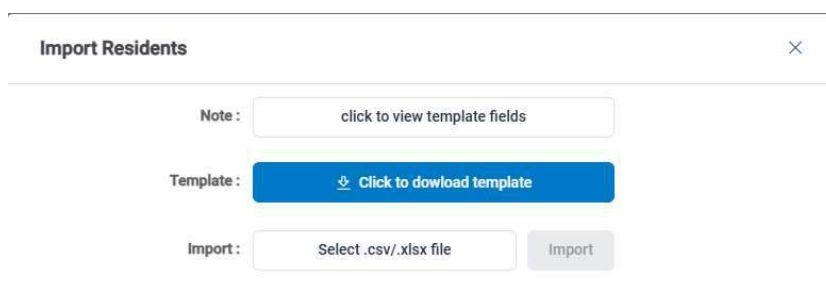 Import Residents
Note : click to view template fields
Template : Click to dowload template
Import : Select .csv/.xlsx file Import